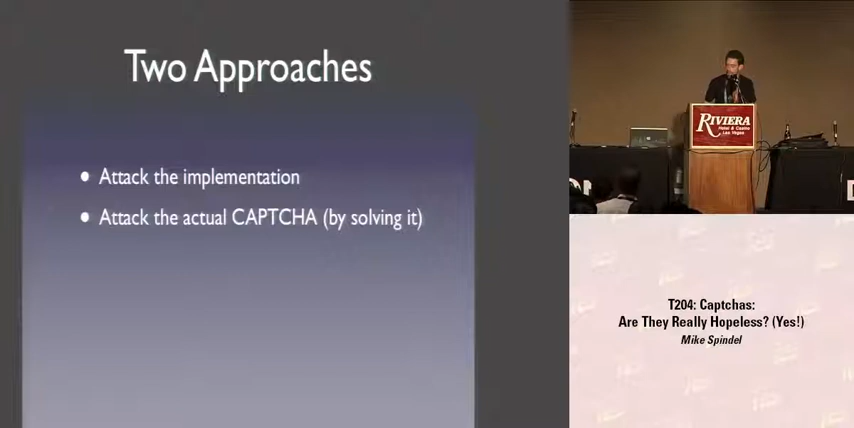 Two Approaches
Attack the implementation
Attack the actual CAPTCHA (by solving it)
RIVIERA
Hotel & Casino
Las Vegas
T204: Captchas:
Are They Really Hopeless? (Yes!)
Mike Spindel